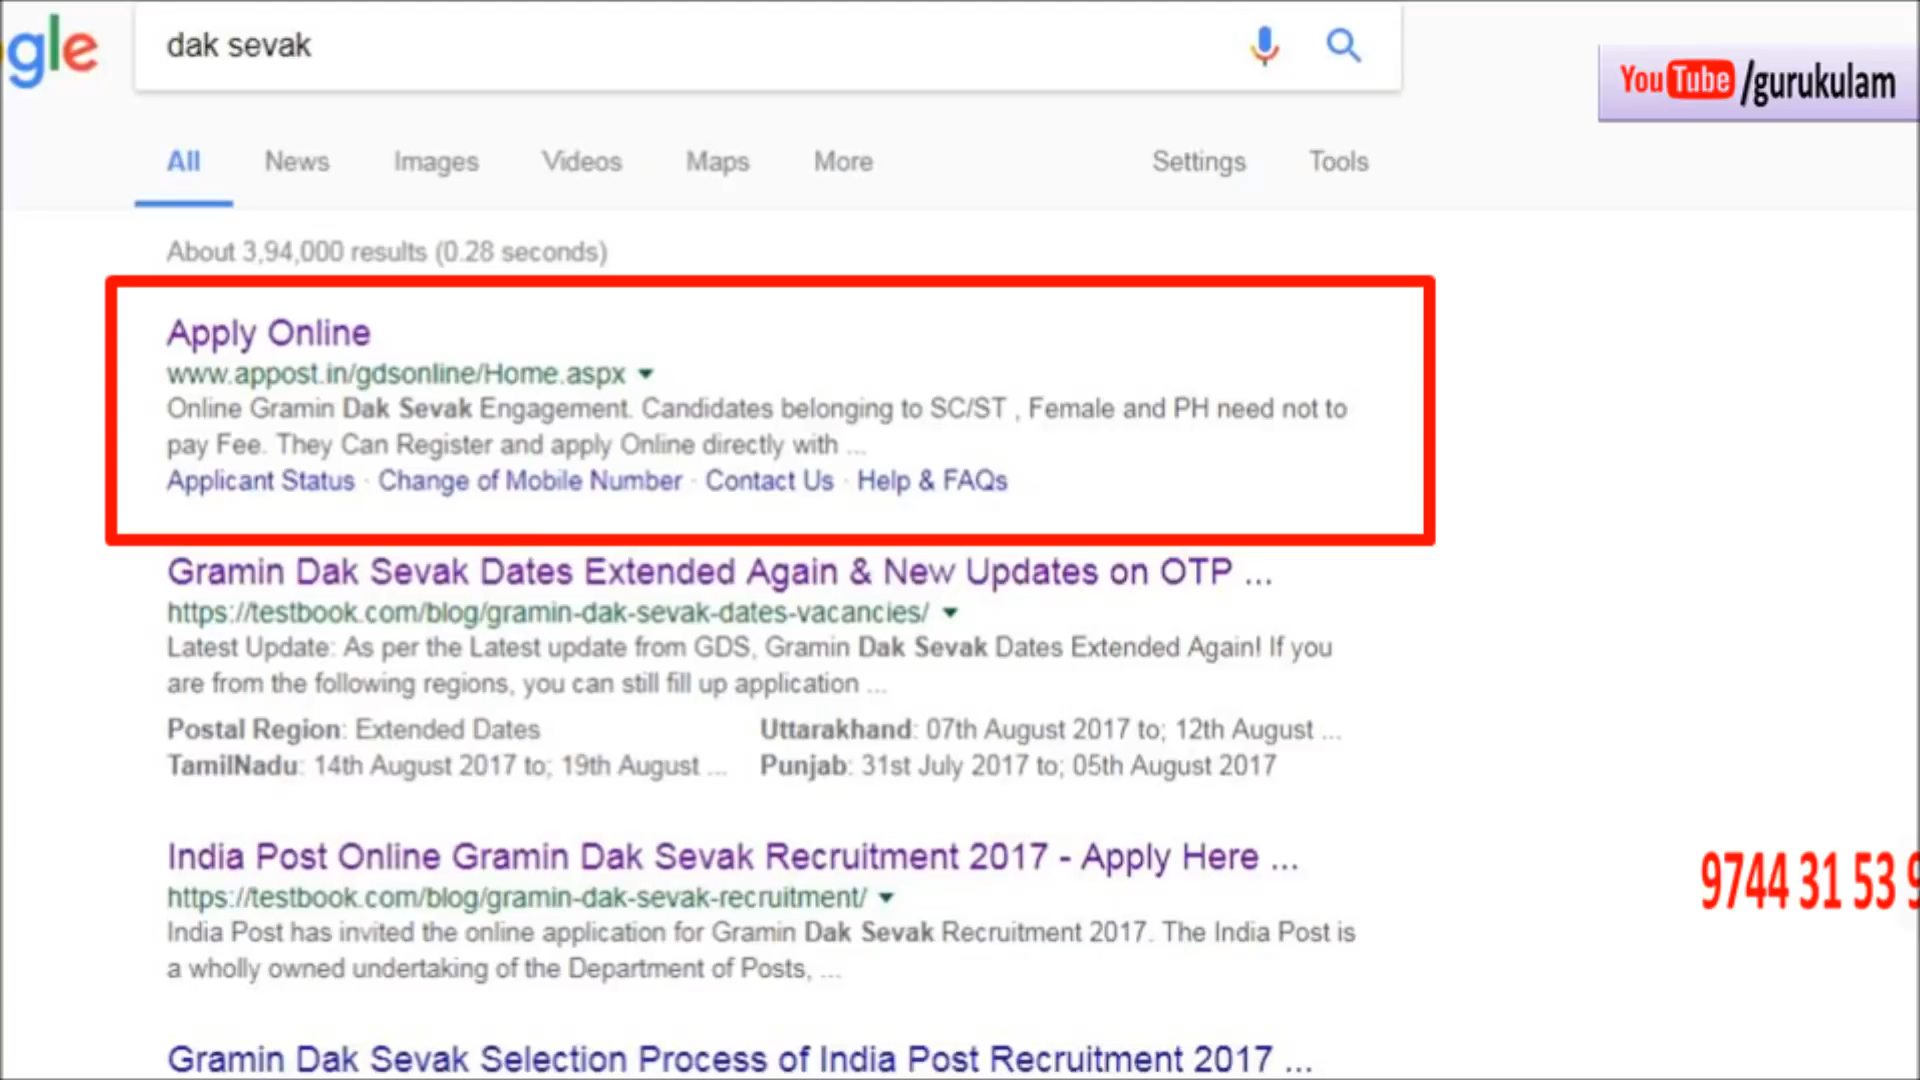 gle
dak sevak
YouTube /gurukulam
All News Images Videos Maps More Settings Tools
About 3,94,000 results (0.28 seconds)
Apply Online
www.appost.in/gdsonline/Home.aspx
Online Gramin Dak Sevak Engagement. Candidates belonging to SC/ST , Female and PH need not to
pay Fee. They Can Register and apply Online directly with ...
Applicant Status · Change of Mobile Number · Contact Us · Help & FAQs
Gramin Dak Sevak Dates Extended Again & New Updates on OTP ...
https://testbook.com/blog/gramin-dak-sevak-dates-vacancies/
Latest Update: As per the Latest update from GDS, Gramin Dak Sevak Dates Extended Again! If you
are from the following regions, you can still fill up application ...
Postal Region: Extended Dates Uttarakhand: 07th August 2017 to; 12th August ...
TamilNadu: 14th August 2017 to; 19th August ... Punjab: 31st July 2017 to; 05th August 2017
India Post Online Gramin Dak Sevak Recruitment 2017 - Apply Here ...
https://testbook.com/blog/gramin-dak-sevak-recruitment/
India Post has invited the online application for Gramin Dak Sevak Recruitment 2017. The India Post is
a wholly owned undertaking of the Department of Posts, ...
9744 31 53 9
Gramin Dak Sevak Selection Process of India Post Recruitment 2017 ...